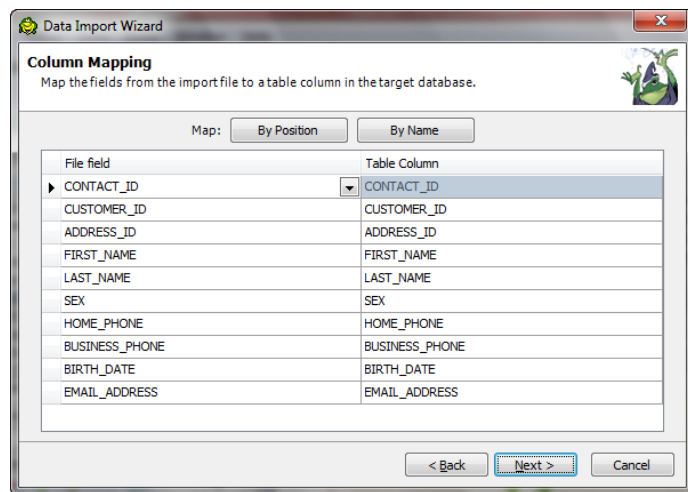 Data Import Wizard
Column Mapping
Map the fields from the import file to a table column in the target database.
Map: By Position By Name
File field Table Column
CONTACT_ID CONTACT_ID
CUSTOMER_ID CUSTOMER_ID
ADDRESS_ID ADDRESS_ID
FIRST_NAME FIRST_NAME
LAST_NAME LAST_NAME
SEX SEX
HOME_PHONE HOME_PHONE
BUSINESS_PHONE BUSINESS_PHONE
BIRTH_DATE BIRTH_DATE
EMAIL_ADDRESS EMAIL_ADDRESS
< Back Next > Cancel